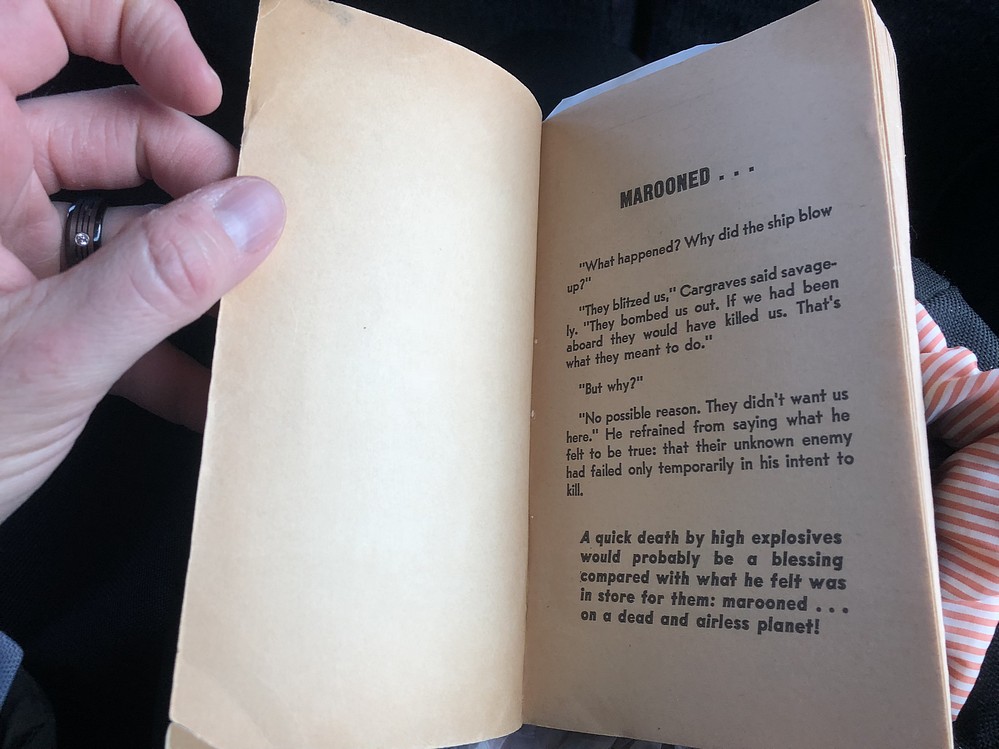 MAROONED . . .
"What happened? Why did the ship blow
up?"
"They blitzed us," Cargraves said savage-
ly. "They bombed us out. If we had been
aboard they would have killed us. That's
what they meant to do."
"But why?"
"No possible reason. They didn't want us
here." He refrained from saying what he
felt to be true: that their unknown enemy
had failed only temporarily in his intent to
kill.
A quick death by high explosives
would probably be a blessing
compared with what he felt was
in store for them: marooned . . .
on a dead and airless planet!